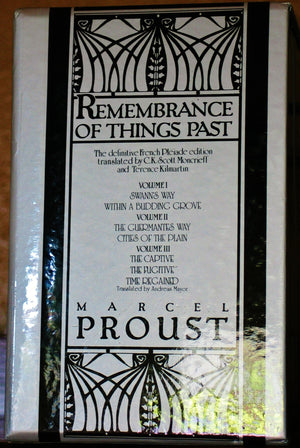 REMEMBRANCE
OF THINGS PAST
The definitive French Pleiade edition
translated by C.K. Scott Moncrieff
and Terence Kilmartin
VOLUME I
SWANN'S WAY
WITHIN A BUDDING GROVE
VOLUME II
THE GUERMANTES WAY
CITIES OF THE PLAIN
VOLUME III
THE CAPTIVE
THE FUGITIVE
TIME REGAINED
Translated by Andreas Mayor
MARCEL
PROUST